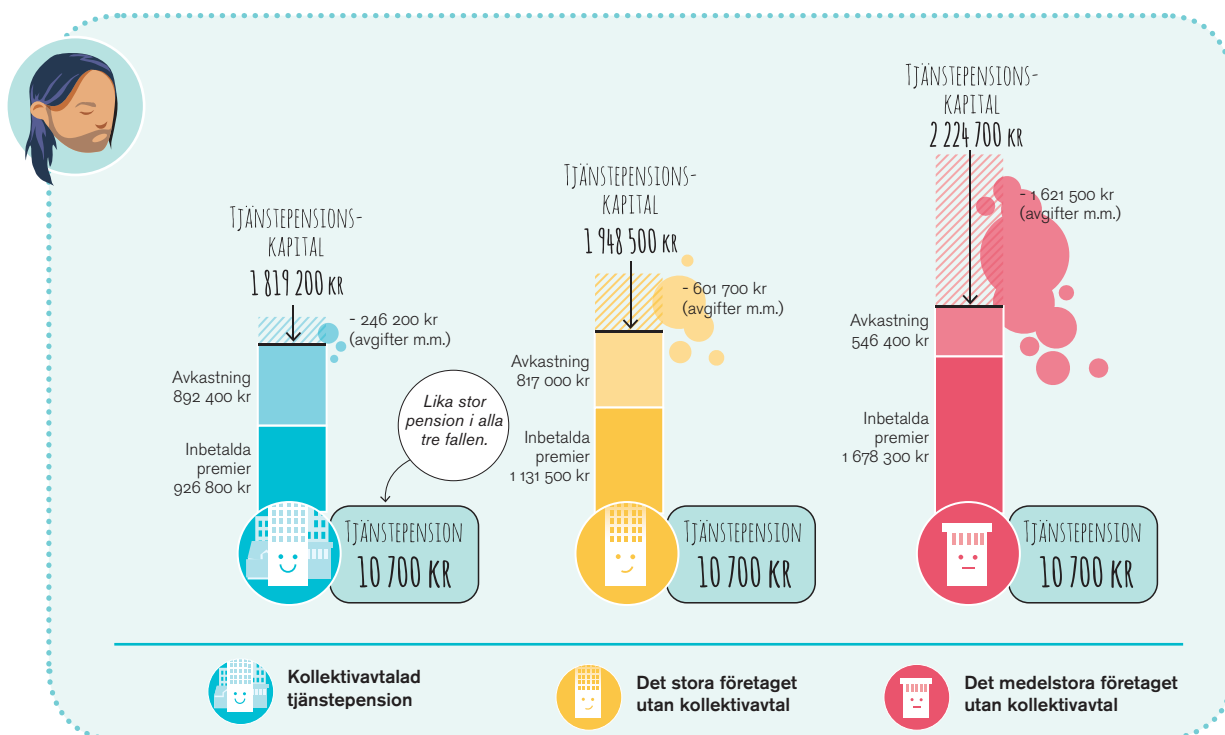 Tjänstepensions-
kapital
1 819 200 kr
- 246 200 kr
(avgifter m.m.)
Avkastning
892 400 kr
Inbetalda
premier
926 800 kr
Lika stor
pension i alla
tre fallen.
Tjänstepension
10 700 kr
Tjänstepensions-
kapital
1 948 500 kr
- 601 700 kr
(avgifter m.m.)
Avkastning
817 000 kr
Inbetalda
premier
1 131 500 kr
Tjänstepension
10 700 kr
Tjänstepensions-
kapital
2 224 700 kr
- 1 621 500 kr
(avgifter m.m.)
Avkastning
546 400 kr
Inbetalda
premier
1 678 300 kr
Tjänstepension
10 700 kr
Kollektivavtalad
tjänstepension
Det stora företaget
utan kollektivavtal
Det medelstora företaget
utan kollektivavtal